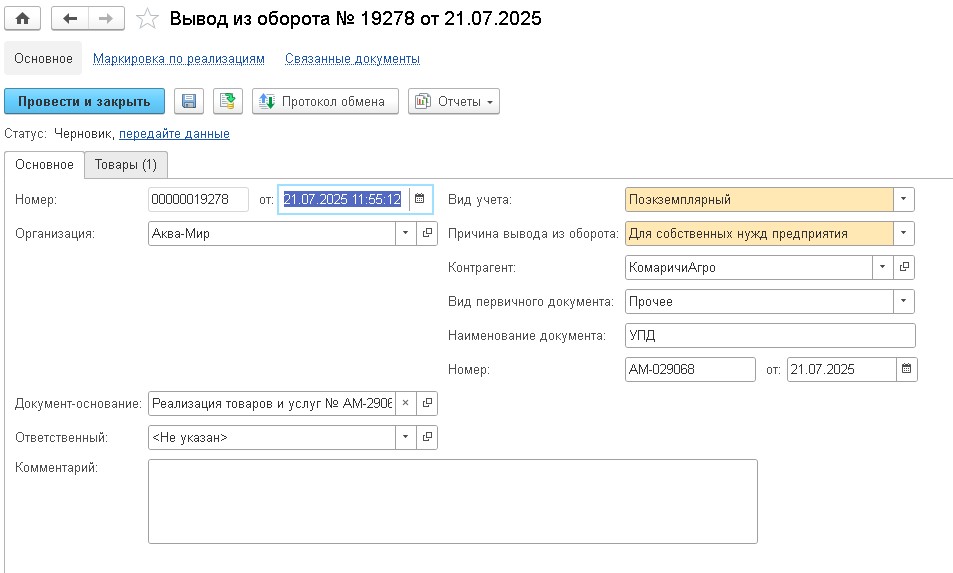 Вывод из оборота № 19278 от 21.07.2025
Основное Маркировка по реализациям Связанные документы
Провести и закрыть Протокол обмена Отчеты
Статус: Черновик, передайте данные
Основное Товары (1)
Номер: 00000019278 от: 21.07.2025 11:55:12 Вид учета: Поэкземплярный
Организация: Аква-Мир Причина вывода из оборота: Для собственных нужд предприятия
Контрагент: КомаричиАгро
Вид первичного документа: Прочее
Наименование документа: УПД
Номер: АМ-029068 от: 21.07.2025
Документ-основание: Реализация товаров и услуг № АМ-2906
Ответственный: <Не указан>
Комментарий: